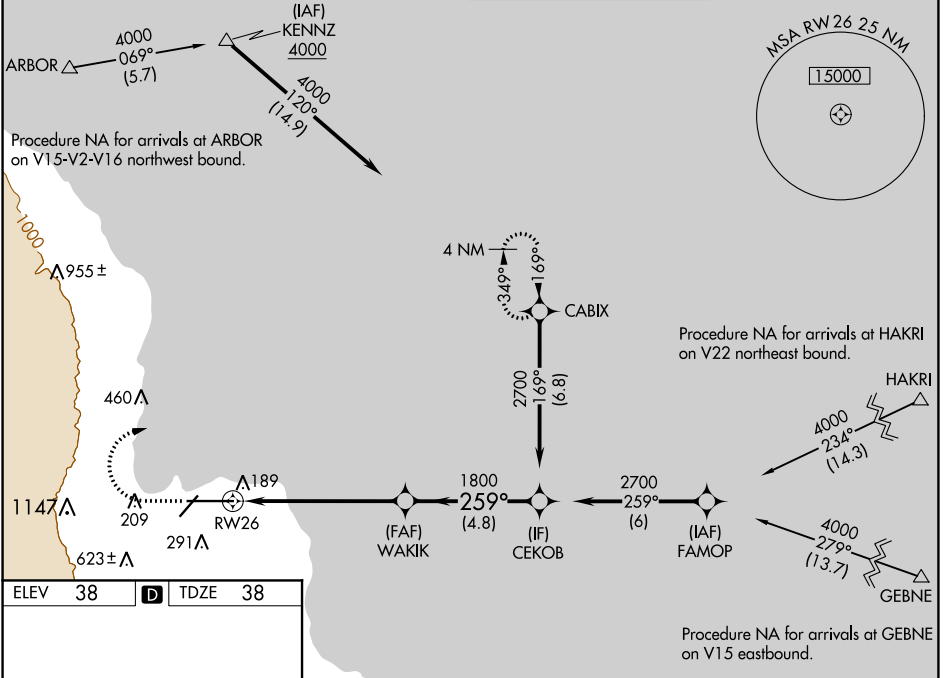 (IAF)
KENNZ
4000
ARBOR
4000
069°
(5.7)
4000
120°
(14.9)
MSA RW26 25 NM
15000
Procedure NA for arrivals at ARBOR
on V15-V2-V16 northwest bound.
1000
955±
4 NM
349°
169°
CABIX
2700
169°
(6.8)
Procedure NA for arrivals at HAKRI
on V22 northeast bound.
HAKRI
4000
234°
(14.3)
460
1147
209
189
RW26
291
623±
(FAF)
WAKIK
1800
259°
(4.8)
(IF)
CEKOB
2700
259°
(6)
(IAF)
FAMOP
4000
279°
(13.7)
GEBNE
ELEV 38 D TDZE 38
Procedure NA for arrivals at GEBNE
on V15 eastbound.